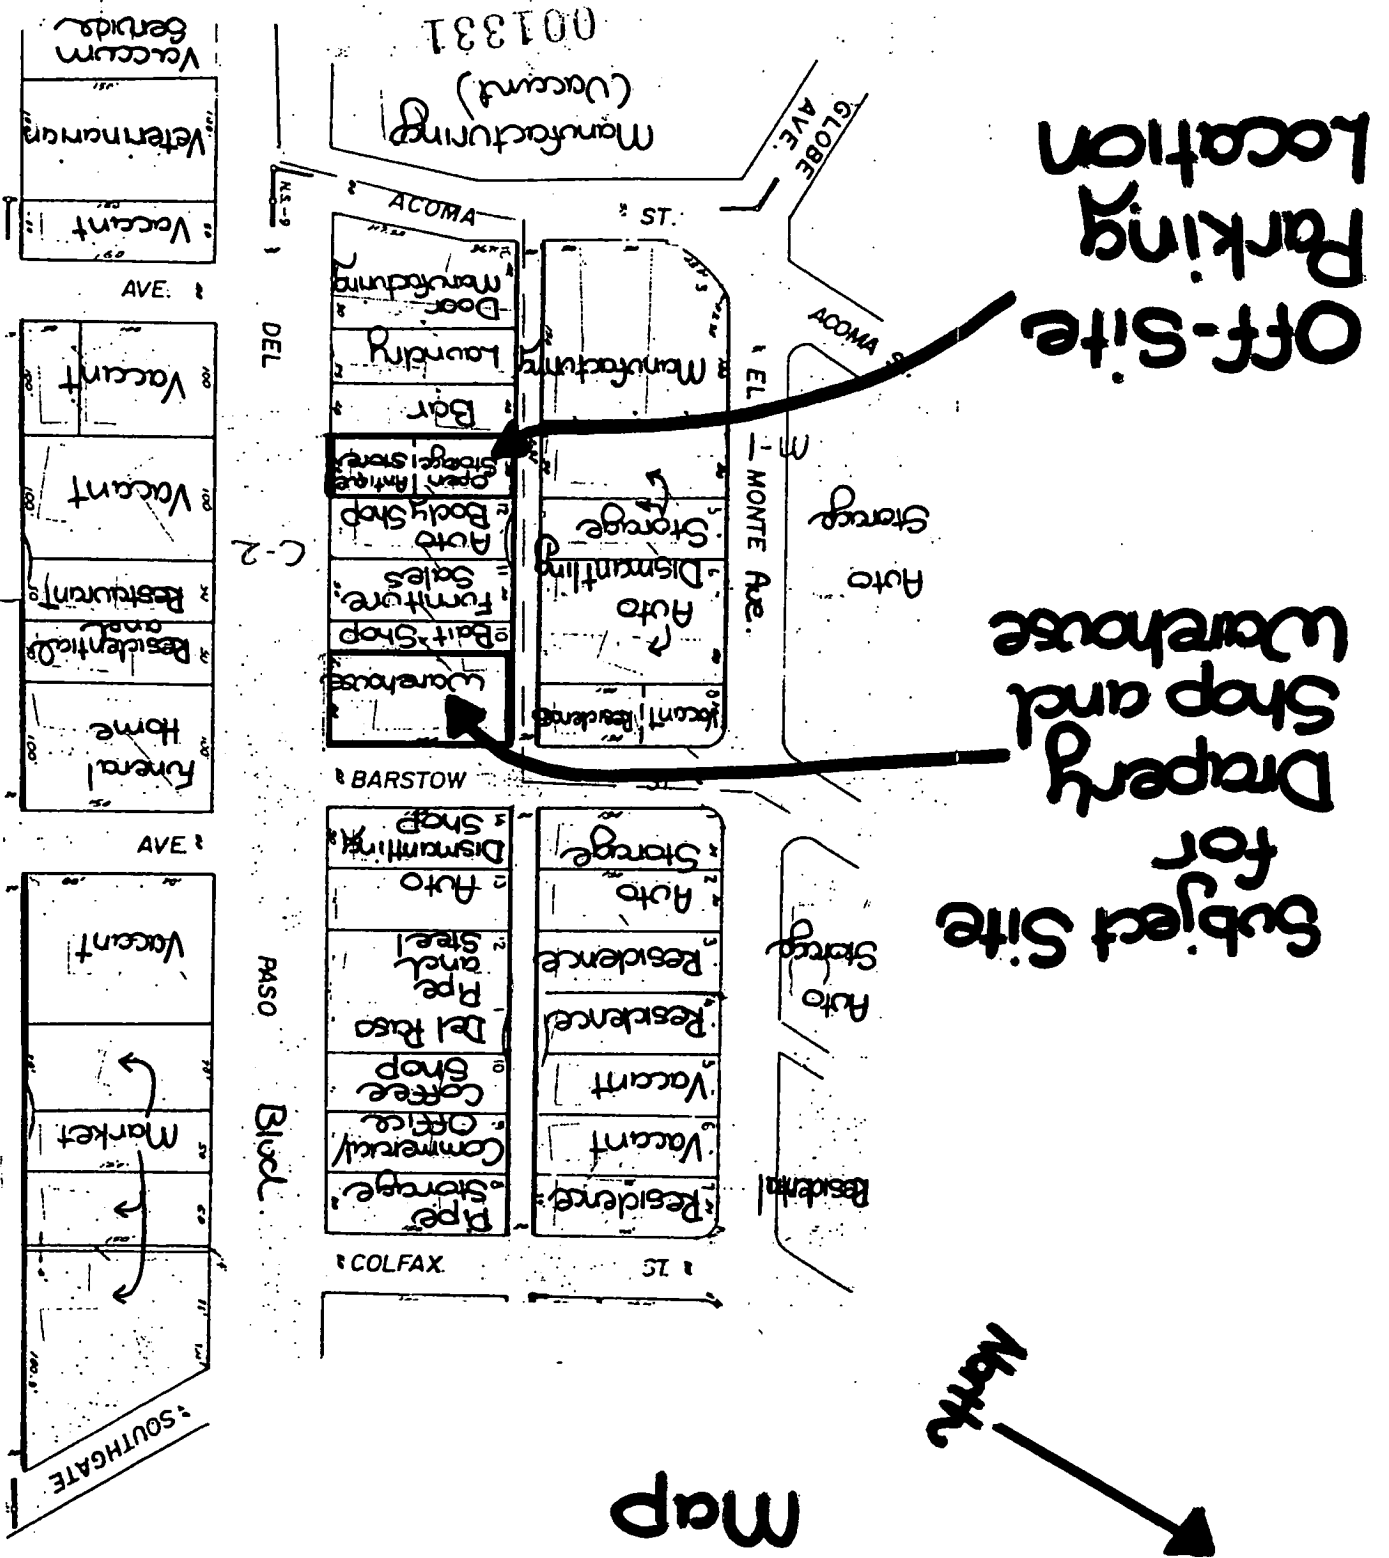 Map
North
Subject Site
for
Drapery
Shop and
Warehouse
Off-Site
Parking
Location
SOUTHGATE
COLFAX
ST.
Residential
Auto
Storage
Auto
Storage
Residence
Vacant
Vacant
Residence
Residence
Auto
Storage
Pipe
Storage
Commercial/
Office
Coffee
Shop
Del Paso
Pipe
and
Steel
Auto
Dismantling
Shop
Market
Vacant
AVE.
BARSTOW
ST.
Vacant
Residence
Auto
Dismantling
Storage
Manufacturing
Warehouse
Bait Shop
Furniture
Sales
Auto
Body Shop
Open
Storage
Antique
Store
Bar
Laundry
Door
Manufacturing
Funeral
Home
Residential
and
Restaurant
Vacant
Vacant
AVE.
DEL
PASO
Blvd.
C-2
EL
MONTE
Ave.
M-1
ACOMA S.
ACOMA
ST.
GLOBE
AVE.
N.S.-9
Vacant
Veterinarian
Vaccum
Service
Manufacturing
(Vacant)
001331